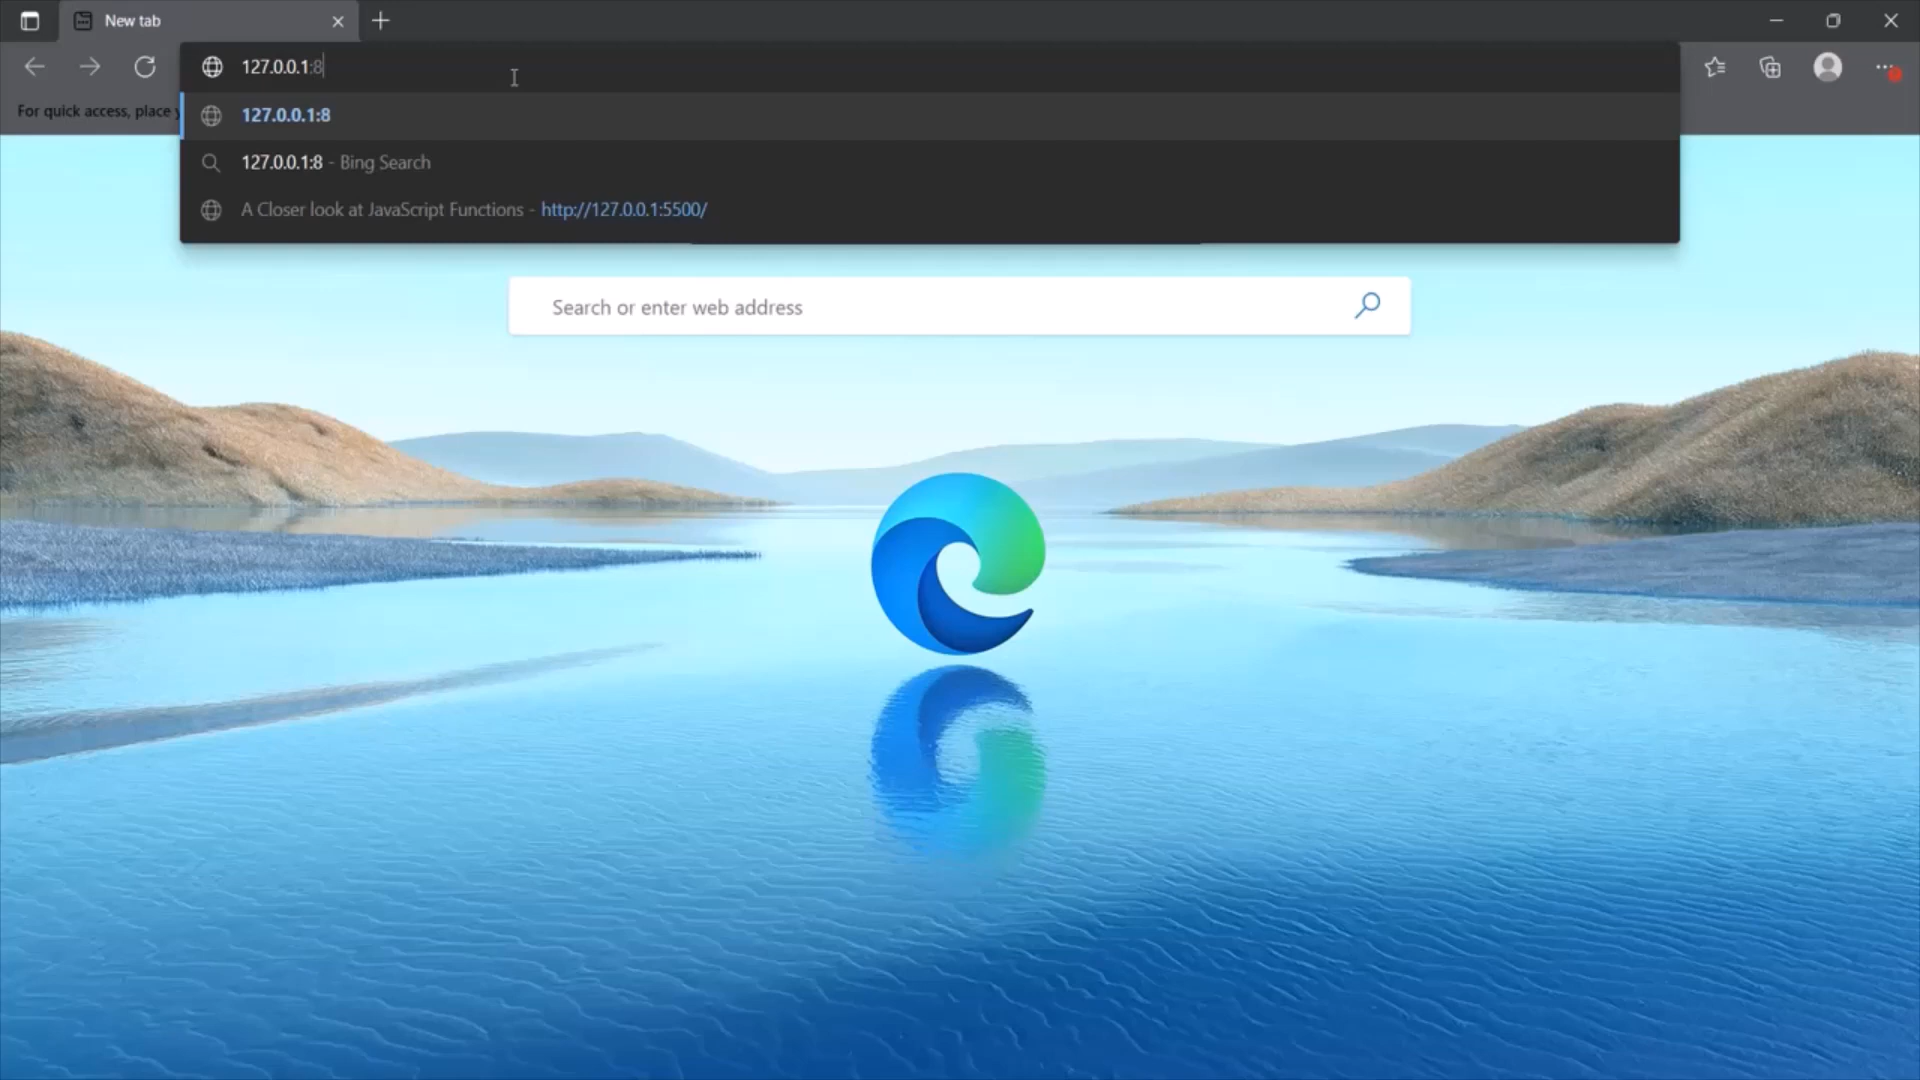 New tab
127.0.0.1:8
For quick access, place
127.0.0.1:8
127.0.0.1:8 - Bing Search
A Closer look at JavaScript Functions - http://127.0.0.1:5500/
Search or enter web address